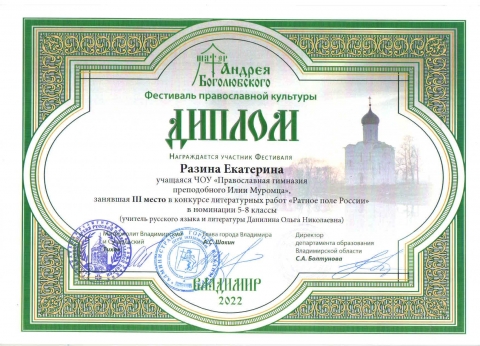 шатёр
Андрея
Боголюбского
Фестиваль православной культуры
ДИПЛОМ
Награждается участник Фестиваля
Разина Екатерина
учащаяся ЧОУ «Православная гимназия
преподобного Илии Муромца»,
занявшая III место в конкурсе литературных работ «Ратное поле России»
в номинации 5-8 классы
(учитель русского языка и литературы Данилина Ольга Николаевна)
Глава города Владимира
А.С. Шохин
Директор
департамента образования
Владимирской области
С.А. Болтунова
ВЛАДИМИР
2022